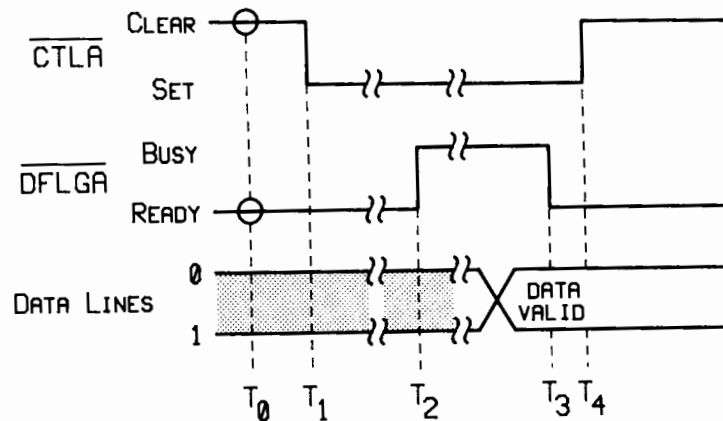 CLEAR
CTLA
SET
BUSY
DFLGA
READY
0
DATA LINES
DATA
VALID
1
T0 T1 T2 T3 T4